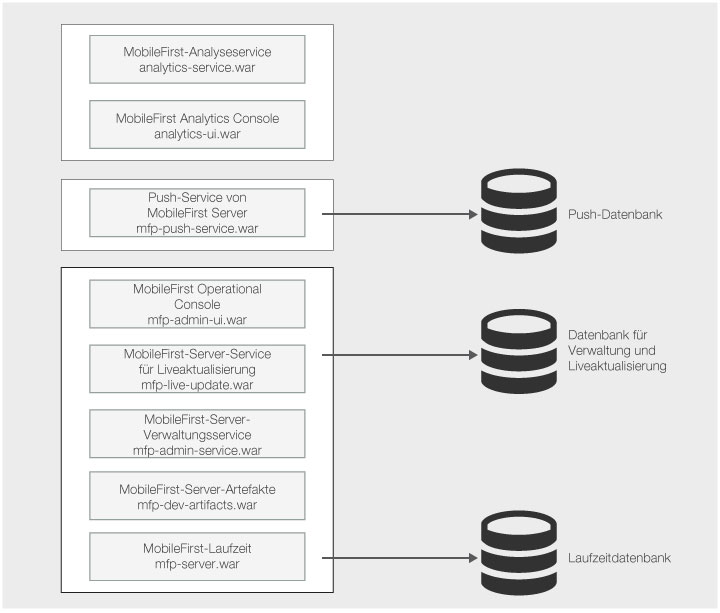 MobileFirst-Analyseservice
analytics-service.war
MobileFirst Analytics Console
analytics-ui.war
Push-Service von
MobileFirst Server
mfp-push-service.war
Push-Datenbank
MobileFirst Operational
Console
mfp-admin-ui.war
MobileFirst-Server-Service
für Liveaktualisierung
mfp-live-update.war
Datenbank für
Verwaltung und
Liveaktualisierung
MobileFirst-Server-
Verwaltungsservice
mfp-admin-service.war
MobileFirst-Server-Artefakte
mfp-dev-artifacts.war
MobileFirst-Laufzeit
mfp-server.war
Laufzeitdatenbank